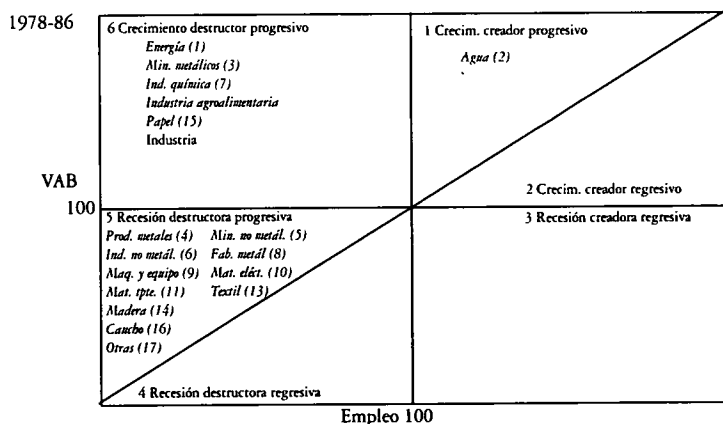 1978-86
6 Crecimiento destructor progresivo
Energía (1)
Min. metálicos (3)
Ind. química (7)
Industria agroalimentaria
Papel (15)
Industria
1 Crecim. creador progresivo
Agua (2)
VAB
100
2 Crecim. creador regresivo
5 Recesión destructora progresiva
Prod. metales (4) Min. no metál. (5)
Ind. no metál. (6) Fab. metál (8)
Maq. y equipo (9) Mat. eléct. (10)
Mat. tpte. (11) Textil (13)
Madera (14)
Caucho (16)
Otras (17)
3 Recesión creadora regresiva
4 Recesión destructora regresiva
Empleo 100